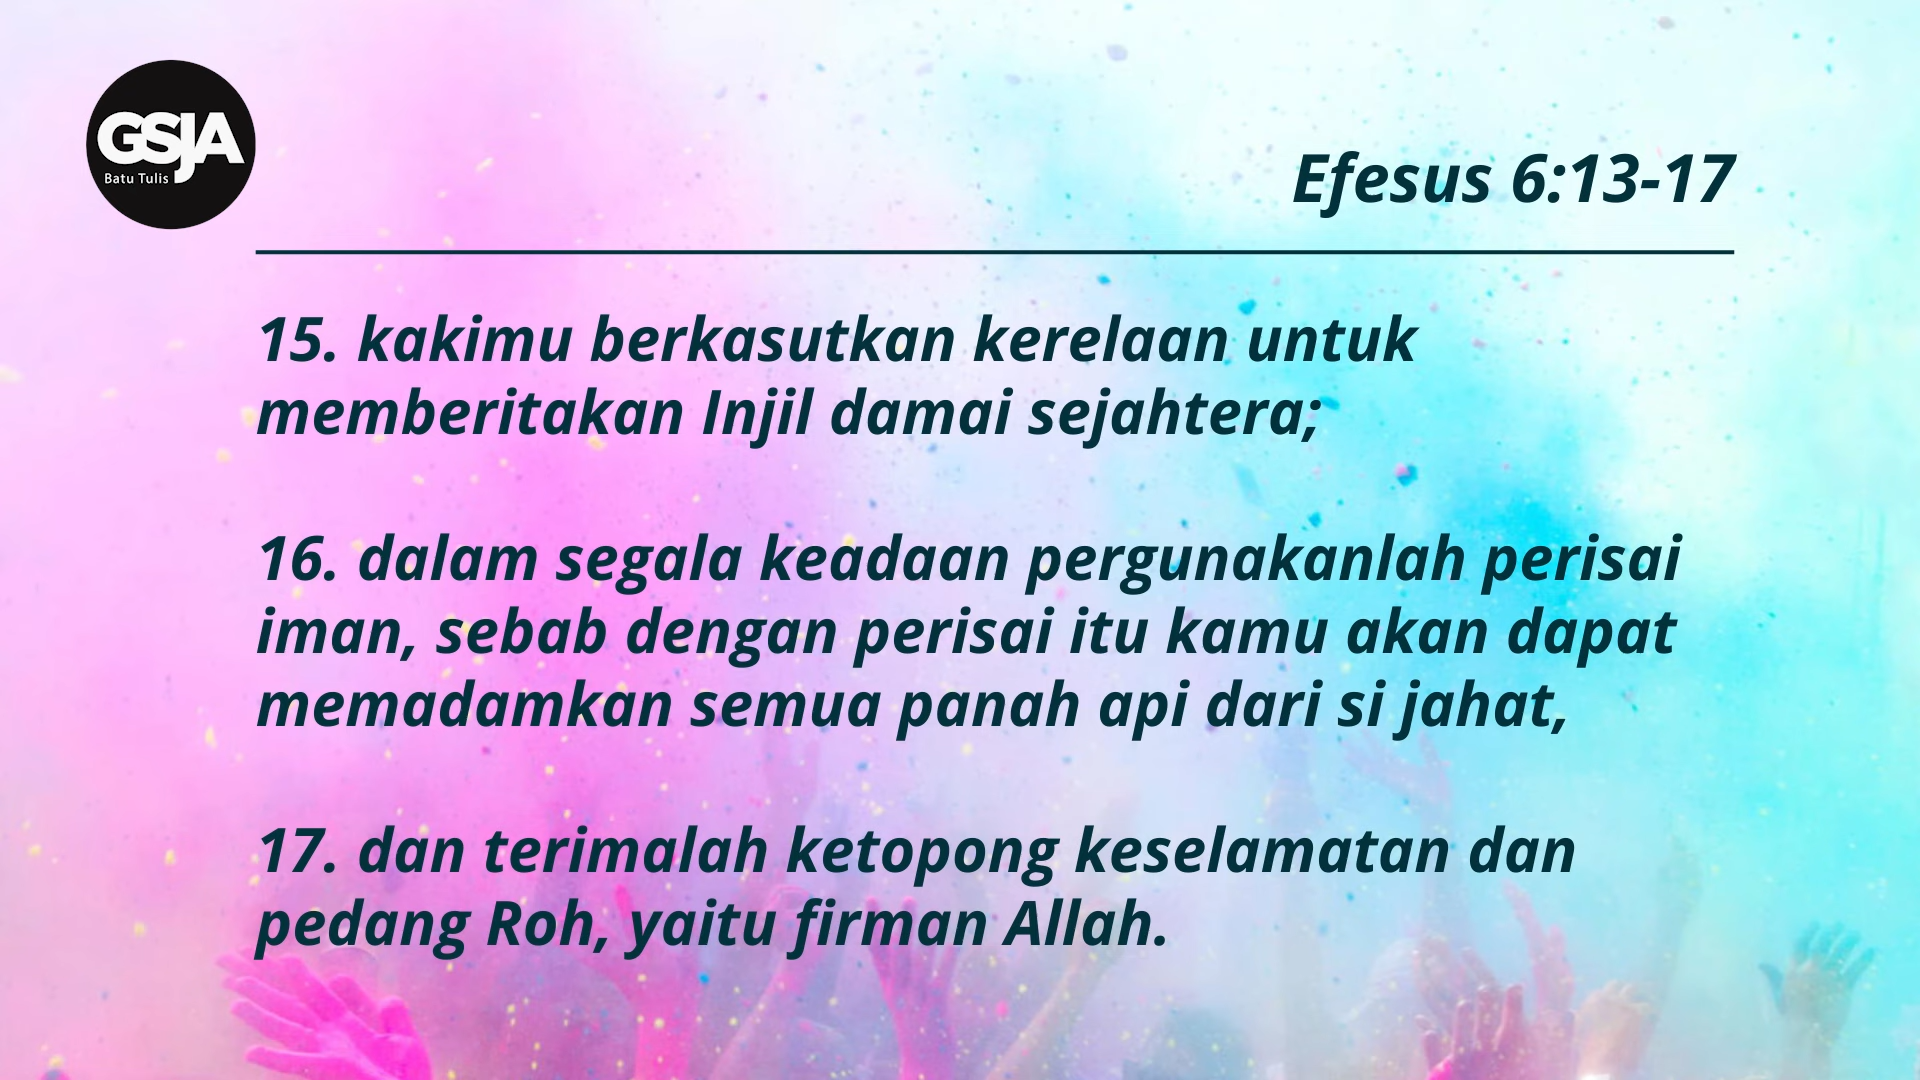 GSJA
Batu Tulis
Efesus 6:13-17
15. kakimu berkasutkan kerelaan untuk
memberitakan Injil damai sejahtera;
16. dalam segala keadaan pergunakanlah perisai
iman, sebab dengan perisai itu kamu akan dapat
memadamkan semua panah api dari si jahat,
17. dan terimalah ketopong keselamatan dan
pedang Roh, yaitu firman Allah.